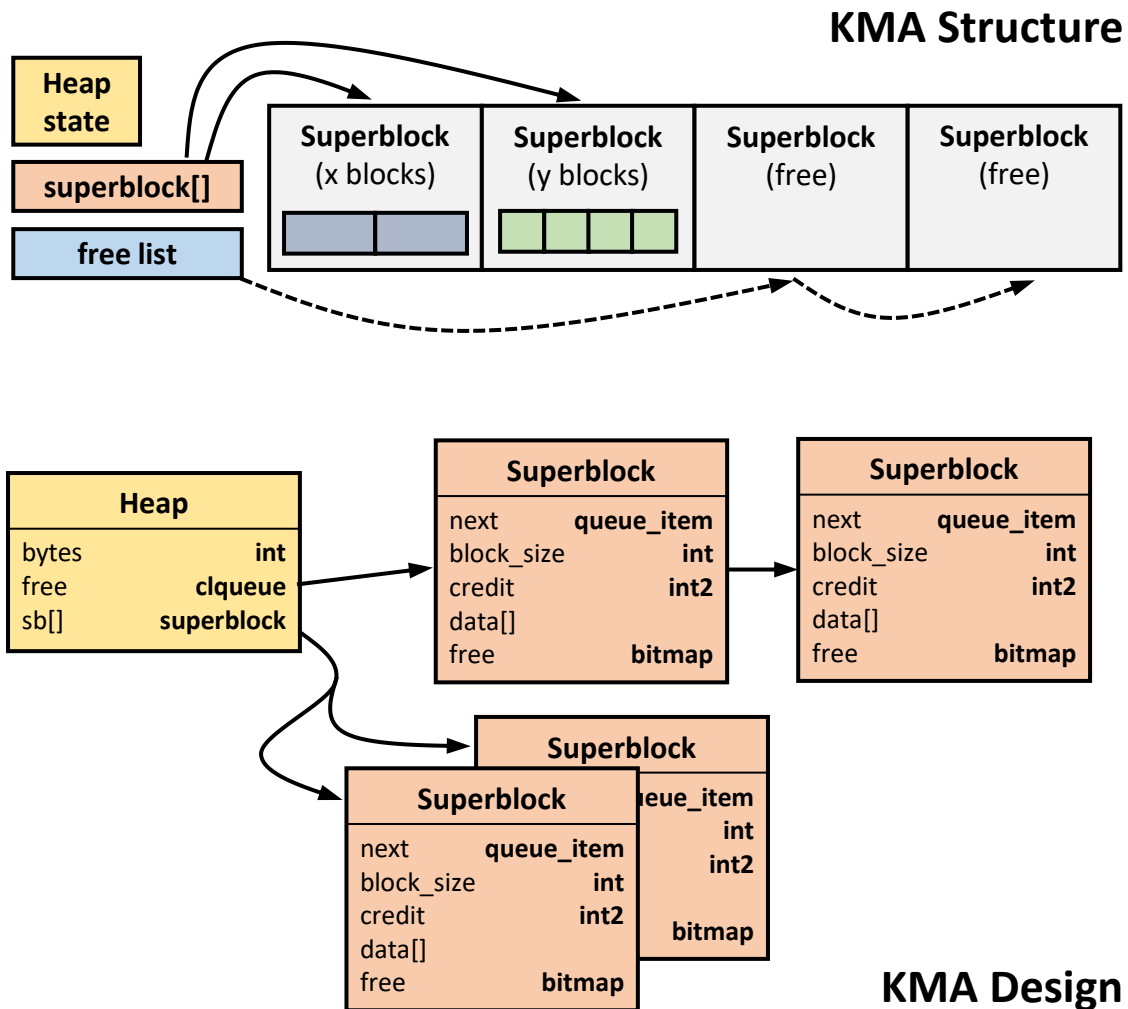 KMA Structure
Heap
state
superblock[]
free list
Superblock
(x blocks)
Superblock
(y blocks)
Superblock
(free)
Superblock
(free)
Heap
bytes int
free clqueue
sb[] superblock
Superblock
next queue_item
block_size int
credit int2
data[]
free bitmap
Superblock
next queue_item
block_size int
credit int2
data[]
free bitmap
Superblock
int
int2
bitmap
Superblock
next queue_item
block_size int
credit int2
data[]
free bitmap
KMA Design